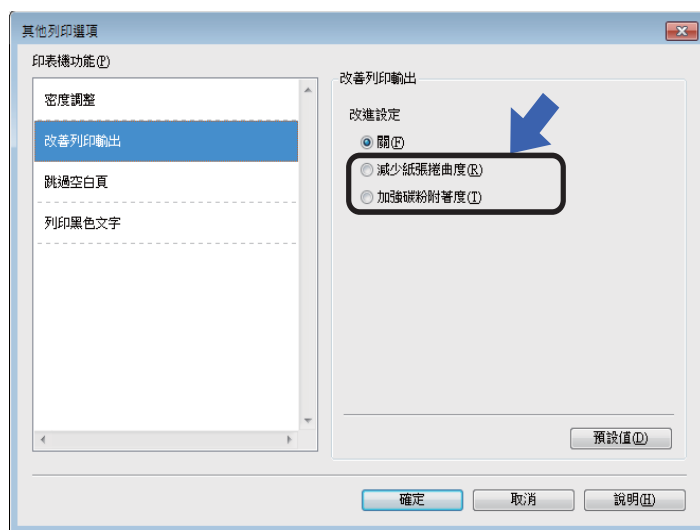 其他列印選項
印表機功能(P)
密度調整
改善列印輸出
跳過空白頁
列印黑色文字
改善列印輸出
改進設定
關(F)
減少紙張捲曲度(R)
加強碳粉附著度(T)
預設值(D)
確定
取消
說明(H)